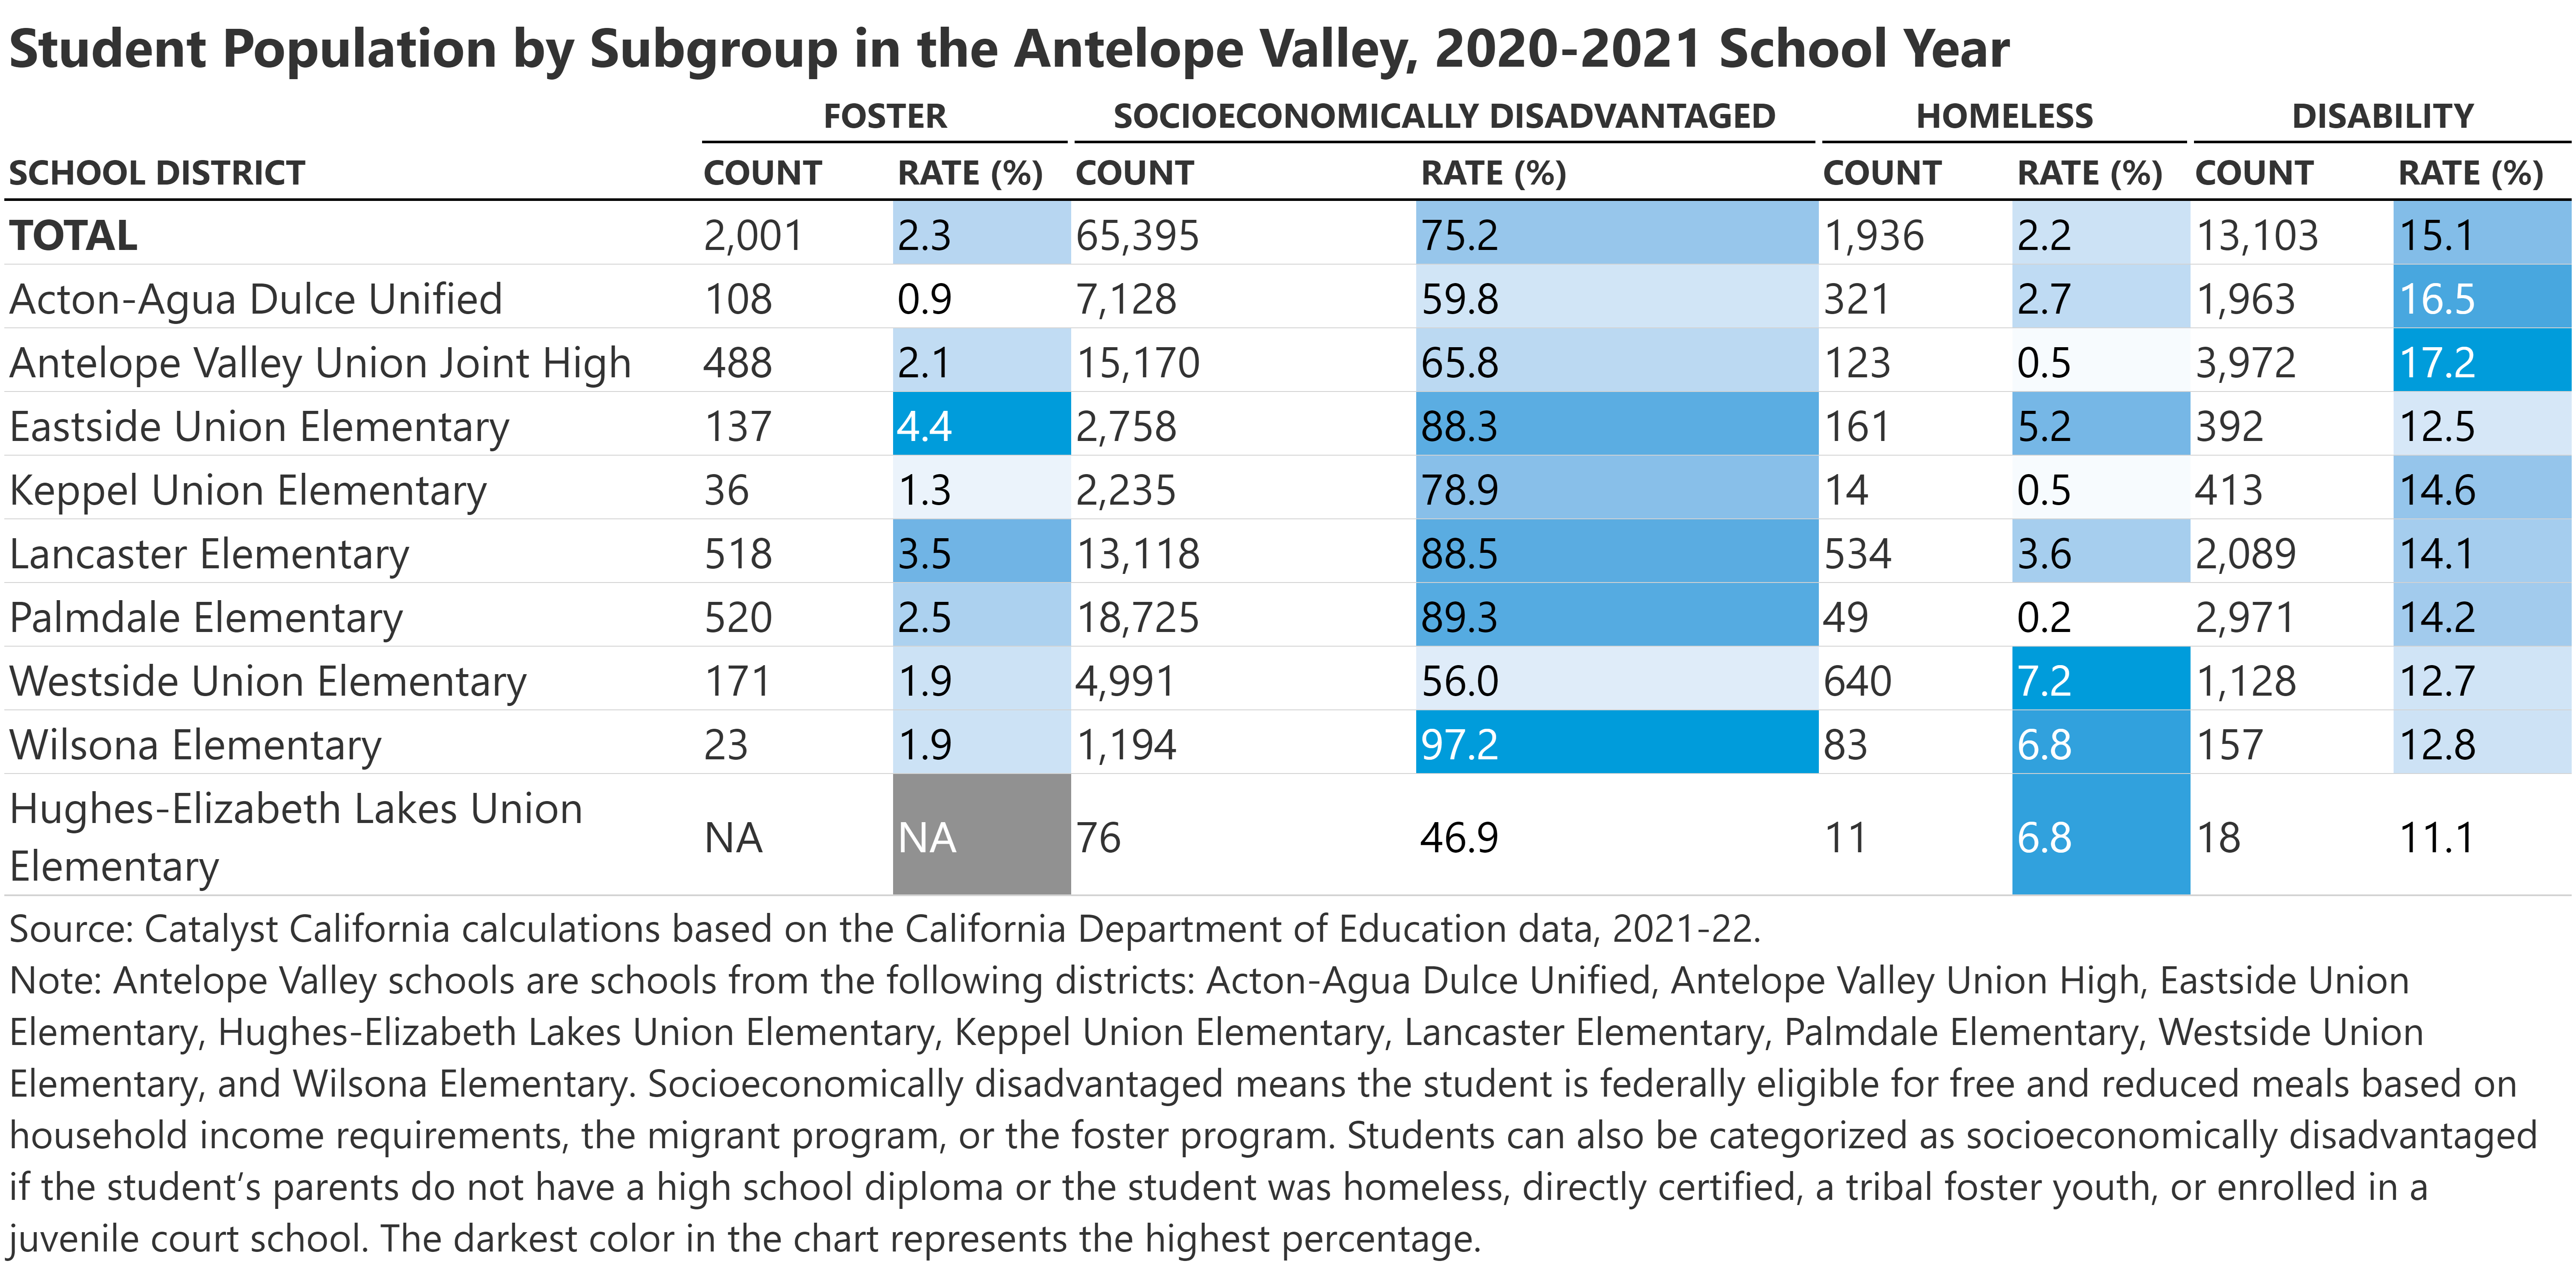 Student Population by Subgroup in the Antelope Valley, 2020-2021 School Year
FOSTER SOCIOECONOMICALLY DISADVANTAGED HOMELESS DISABILITY
SCHOOL DISTRICT COUNT RATE (%) COUNT RATE (%) COUNT RATE (%) COUNT RATE (%)
TOTAL 2,001 2.3 65,395 75.2 1,936 2.2 13,103 15.1
Acton-Agua Dulce Unified 108 0.9 7,128 59.8 321 2.7 1,963 16.5
Antelope Valley Union Joint High 488 2.1 15,170 65.8 123 0.5 3,972 17.2
Eastside Union Elementary 137 4.4 2,758 88.3 161 5.2 392 12.5
Keppel Union Elementary 36 1.3 2,235 78.9 14 0.5 413 14.6
Lancaster Elementary 518 3.5 13,118 88.5 534 3.6 2,089 14.1
Palmdale Elementary 520 2.5 18,725 89.3 49 0.2 2,971 14.2
Westside Union Elementary 171 1.9 4,991 56.0 640 7.2 1,128 12.7
Wilsona Elementary 23 1.9 1,194 97.2 83 6.8 157 12.8
Hughes-Elizabeth Lakes Union
Elementary NA NA 76 46.9 11 6.8 18 11.1
Source: Catalyst California calculations based on the California Department of Education data, 2021-22.
Note: Antelope Valley schools are schools from the following districts: Acton-Agua Dulce Unified, Antelope Valley Union High, Eastside Union
Elementary, Hughes-Elizabeth Lakes Union Elementary, Keppel Union Elementary, Lancaster Elementary, Palmdale Elementary, Westside Union
Elementary, and Wilsona Elementary. Socioeconomically disadvantaged means the student is federally eligible for free and reduced meals based on
household income requirements, the migrant program, or the foster program. Students can also be categorized as socioeconomically disadvantaged
if the student’s parents do not have a high school diploma or the student was homeless, directly certified, a tribal foster youth, or enrolled in a
juvenile court school. The darkest color in the chart represents the highest percentage.